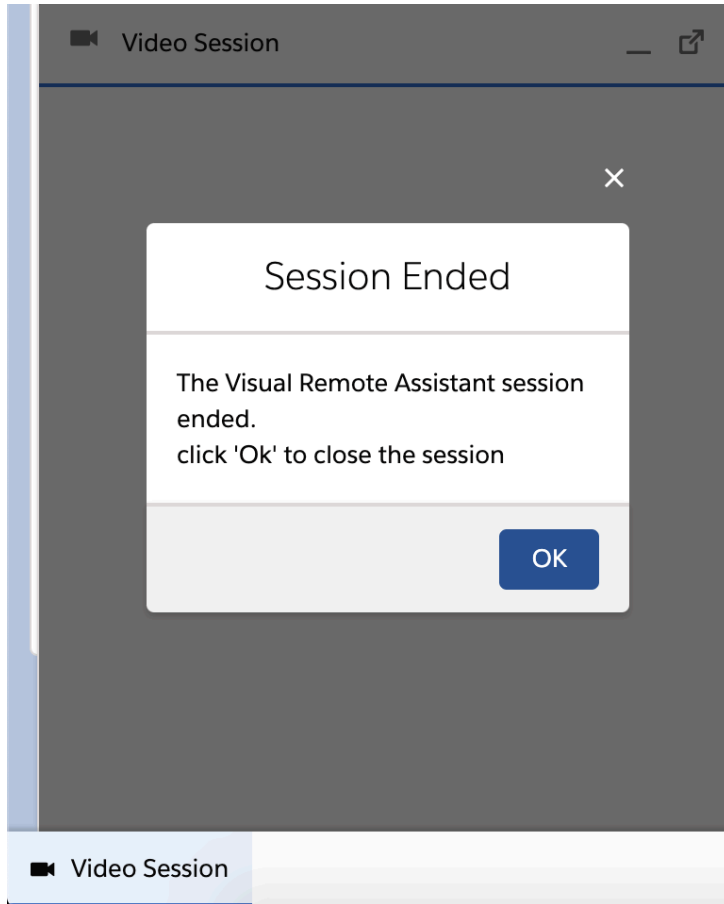 Video Session
Session Ended
The Visual Remote Assistant session
ended.
click 'Ok' to close the session
OK
Video Session